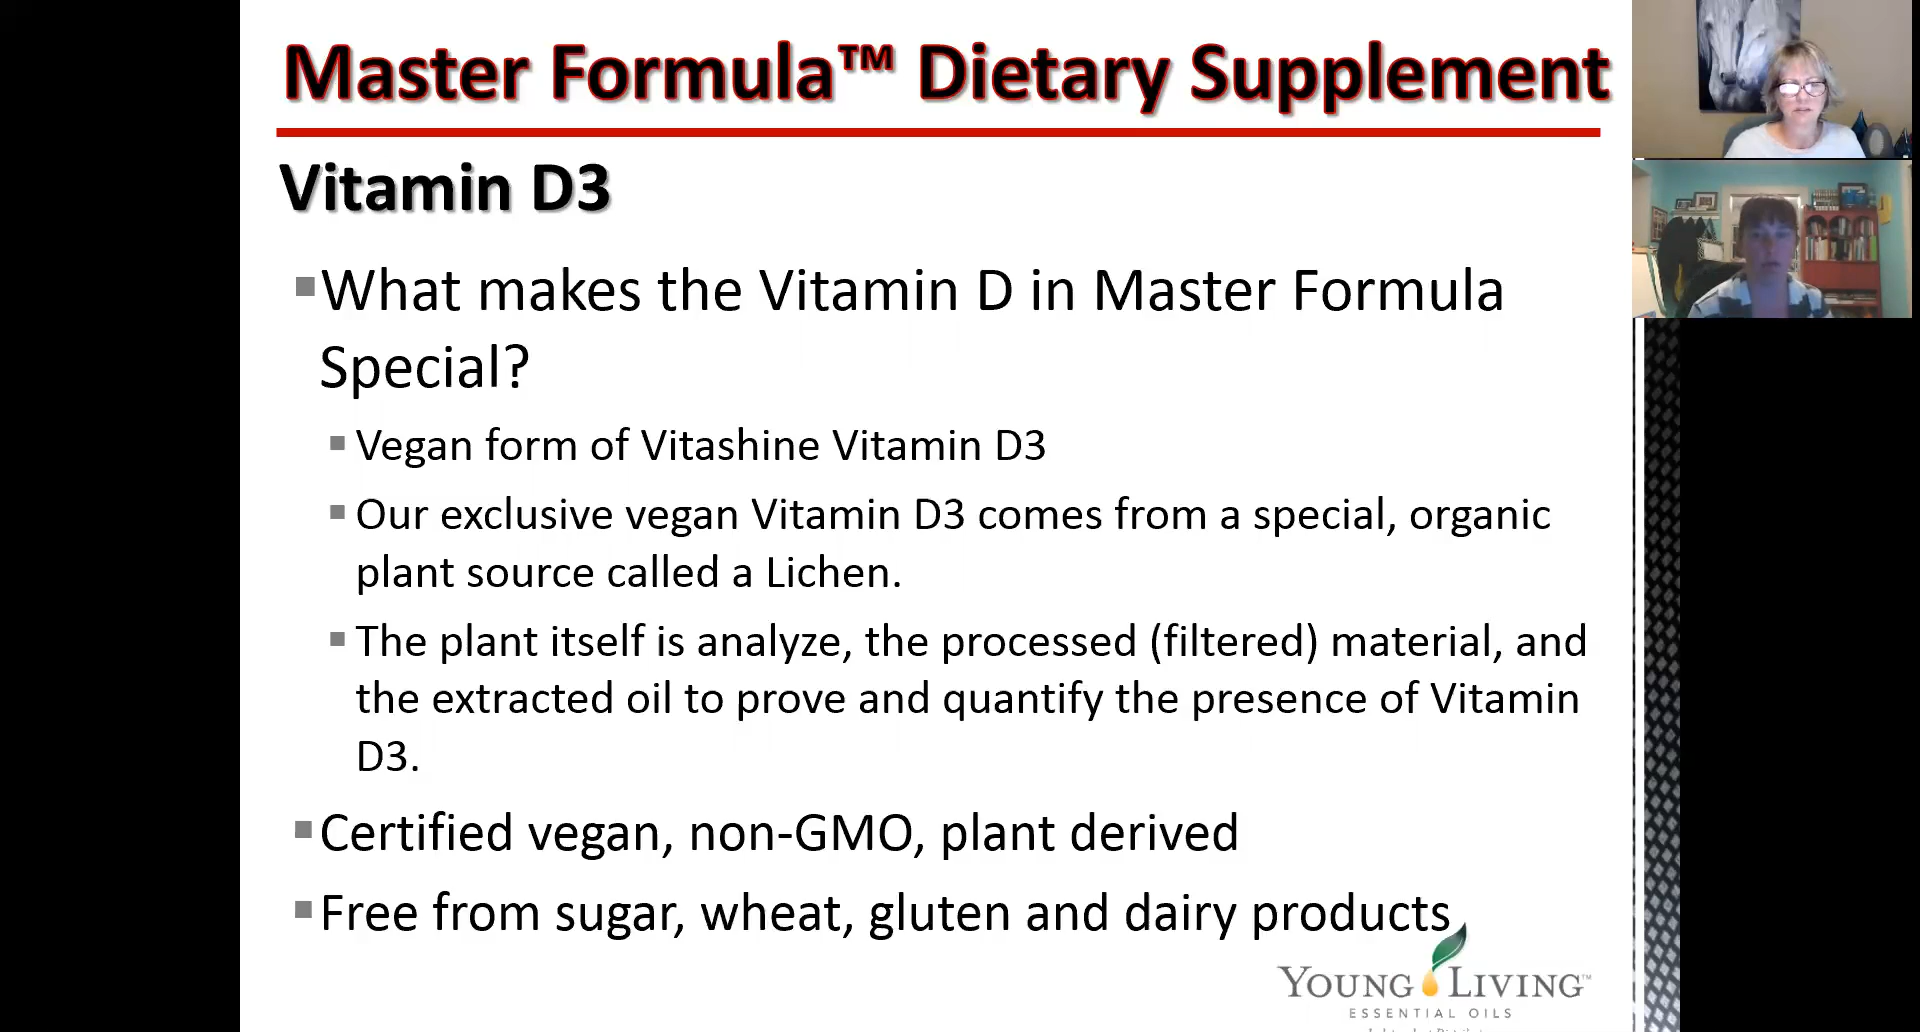 Master Formula™ Dietary Supplement
Vitamin D3
What makes the Vitamin D in Master Formula
Special?
Vegan form of Vitashine Vitamin D3
Our exclusive vegan Vitamin D3 comes from a special, organic
plant source called a Lichen.
The plant itself is analyze, the processed (filtered) material, and
the extracted oil to prove and quantify the presence of Vitamin
D3.
Certified vegan, non-GMO, plant derived
Free from sugar, wheat, gluten and dairy products
YOUNG LIVING™
ESSENTIAL OILS